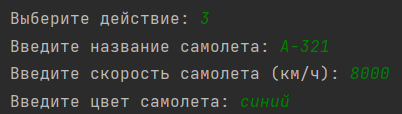 Выберите действие: 3
Введите название самолета: А-321
Введите скорость самолета (км/ч): 8000
Введите цвет самолета: синий